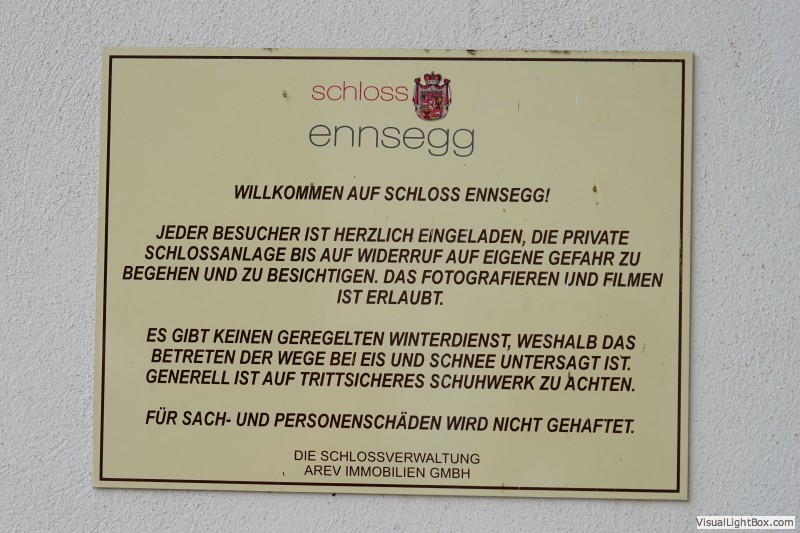 schloss
ennsegg
WILLKOMMEN AUF SCHLOSS ENNSEGG!
JEDER BESUCHER IST HERZLICH EINGELADEN, DIE PRIVATE
SCHLOSSANLAGE BIS AUF WIDERRUF AUF EIGENE GEFAHR ZU
BEGEHEN UND ZU BESICHTIGEN. DAS FOTOGRAFIEREN UND FILMEN
IST ERLAUBT.
ES GIBT KEINEN GEREGELTEN WINTERDIENST, WESHALB DAS
BETRETEN DER WEGE BEI EIS UND SCHNEE UNTERSAGT IST.
GENERELL IST AUF TRITTSICHERES SCHUHWERK ZU ACHTEN.
FÜR SACH- UND PERSONENSCHÄDEN WIRD NICHT GEHAFTET.
DIE SCHLOSSVERWALTUNG
AREV IMMOBILIEN GMBH
VisualLightBox.com